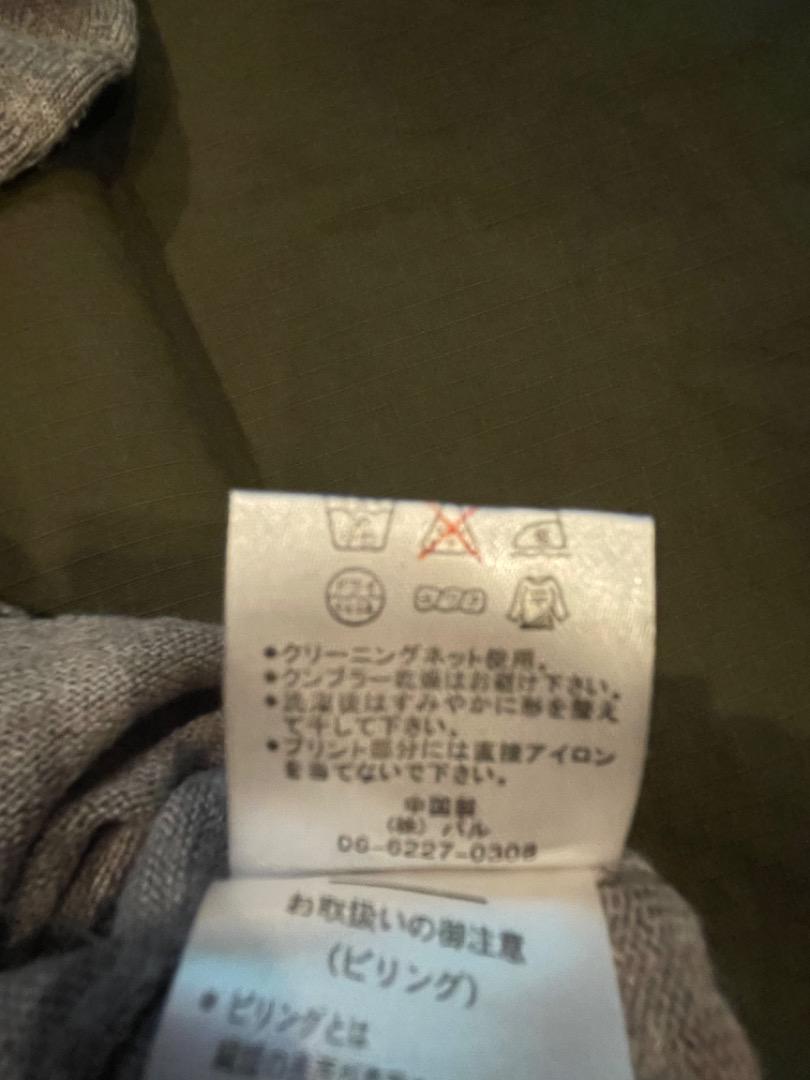 •クリーニングネット使用。
•タンブラー乾燥はお避け下さい。
•洗濯後はすみやかに形を整え
て干して下さい。
•プリント部分には直接アイロン
を当てないで下さい。
中国製
(株)パル
DG-6227-0308
お取扱いの御注意
(ピリング)
＊ピリングとは